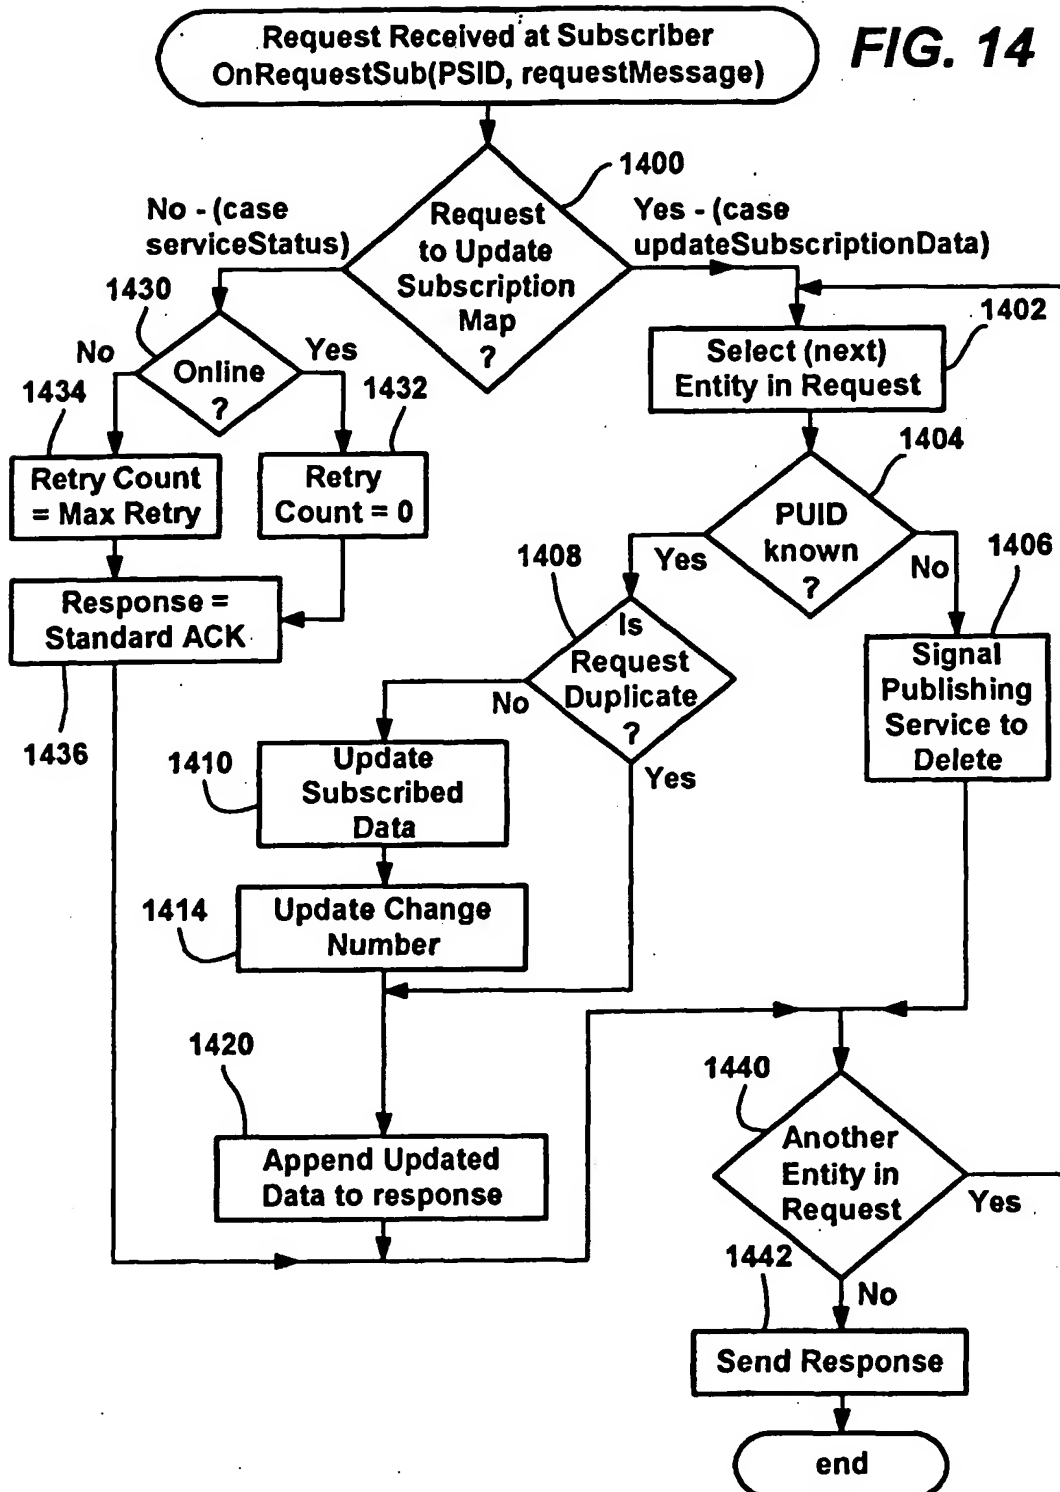 Request Received at Subscriber
OnRequestSub(PSID, requestMessage)
FIG. 14
1400
No - (case
serviceStatus)
Request
to Update
Subscription
Map
?
Yes - (case
updateSubscriptionData)
1430
1402
No
Online
?
Yes
Select (next)
Entity in Request
1434
1432
1404
Retry Count
= Max Retry
Retry
Count = 0
PUID
known
?
1408
Yes
No
1406
Response =
Standard ACK
Is
Request
Duplicate
?
Signal
Publishing
Service to
Delete
No
1436
1410
Update
Subscribed
Data
Yes
1414
Update Change
Number
1420
1440
Append Updated
Data to response
Another
Entity in
Request
Yes
1442
No
Send Response
end